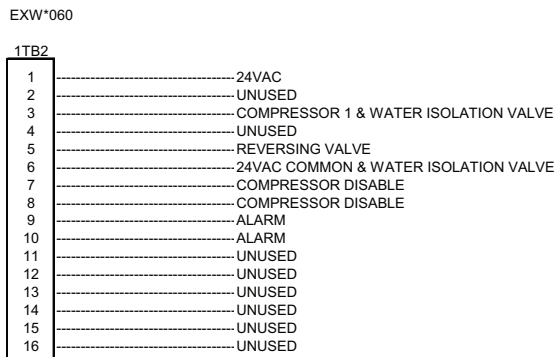 EXW*060
1TB2
1 24VAC
2 UNUSED
3 COMPRESSOR 1 & WATER ISOLATION VALVE
4 UNUSED
5 REVERSING VALVE
6 24VAC COMMON & WATER ISOLATION VALVE
7 COMPRESSOR DISABLE
8 COMPRESSOR DISABLE
9 ALARM
10 ALARM
11 UNUSED
12 UNUSED
13 UNUSED
14 UNUSED
15 UNUSED
16 UNUSED